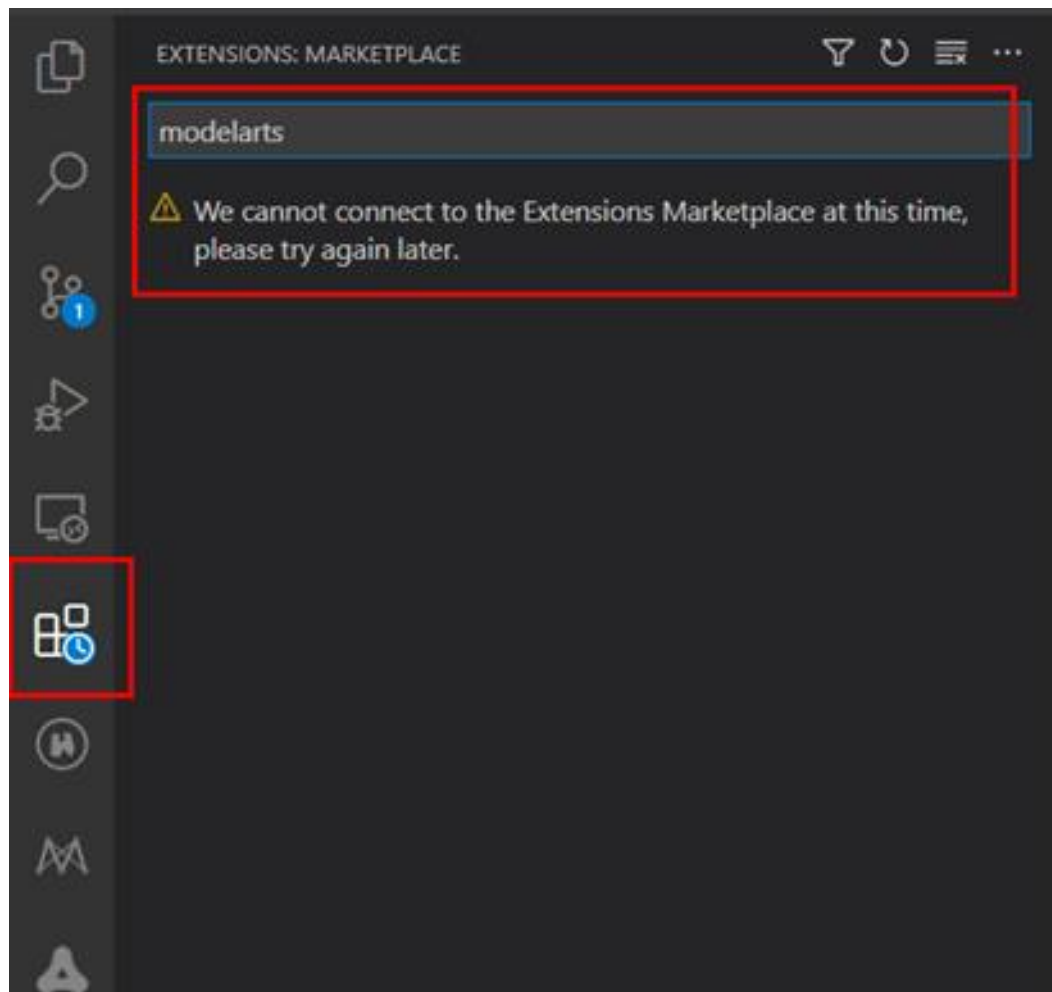 EXTENSIONS: MARKETPLACE
modelarts
We cannot connect to the Extensions Marketplace at this time,
please try again later.
1